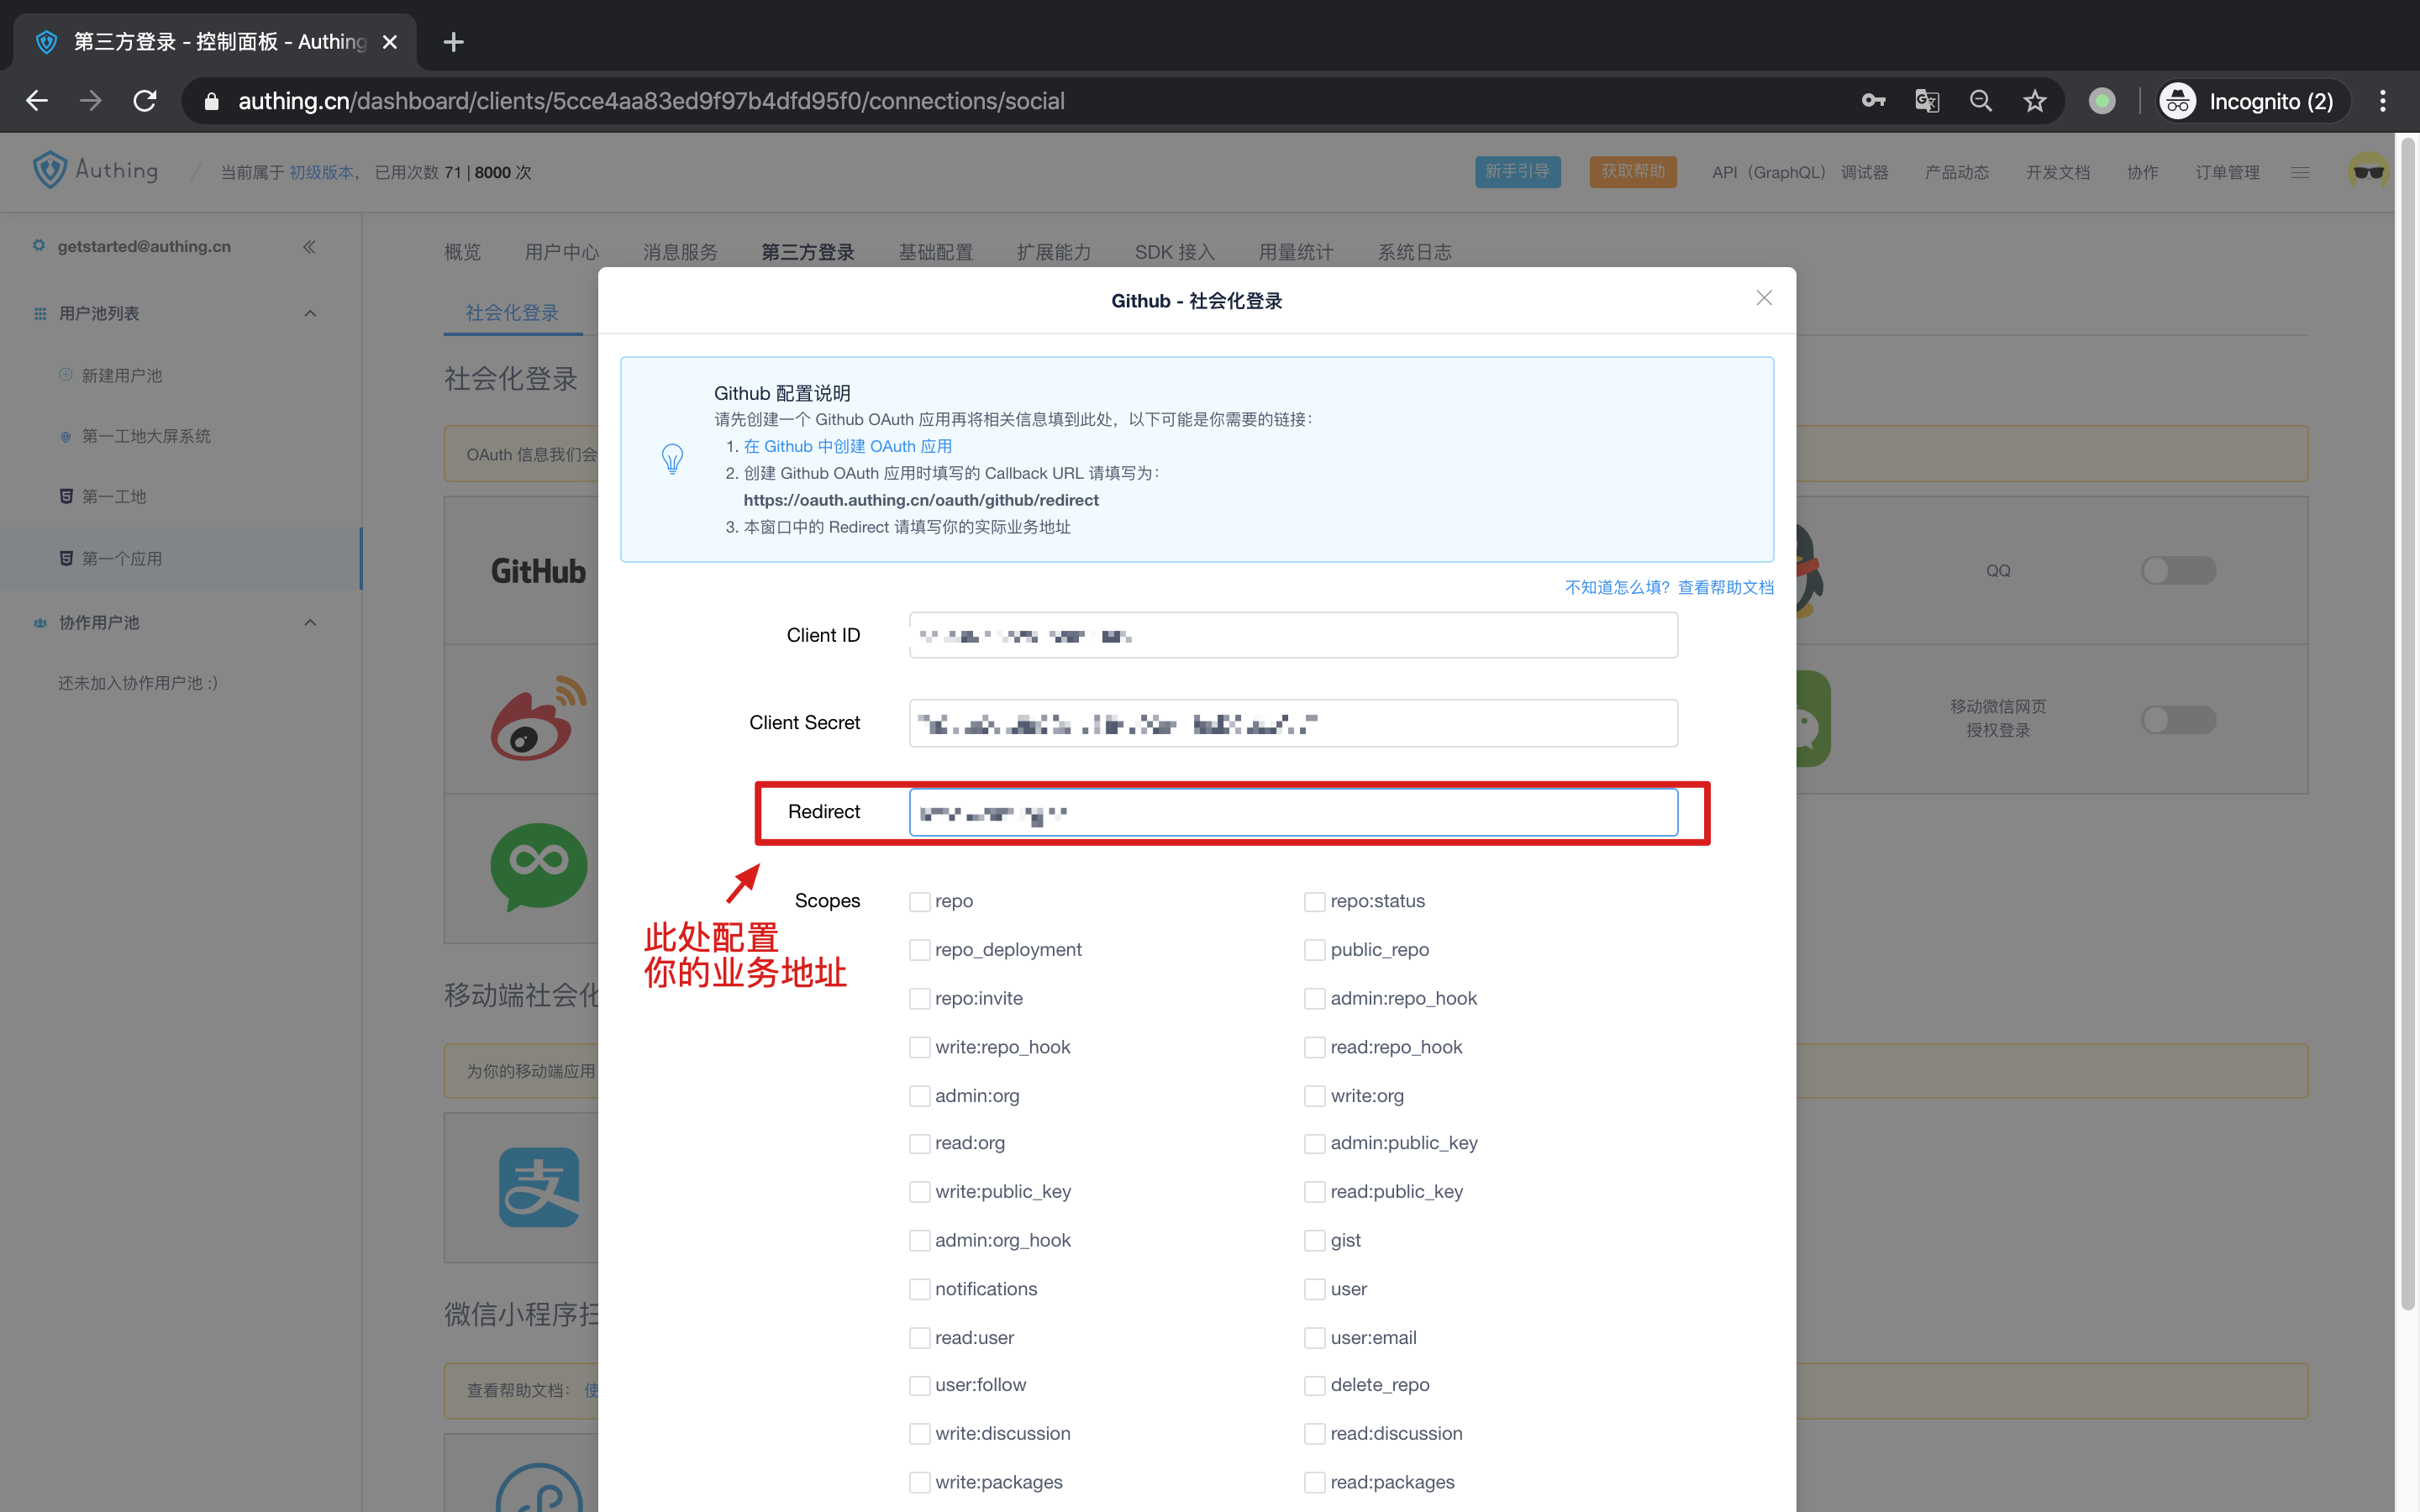 第三方登录 - 控制面板 - Authing
authing.cn/dashboard/clients/5cce4aa83ed9f97b4dfd95f0/connections/social
Incognito (2)
Authing
当前属于 初级版本， 已用次数 71 | 8000 次
新手引导
获取帮助
API（GraphQL） 调试器
产品动态
开发文档
协作
订单管理
getstarted@authing.cn
用户池列表
新建用户池
第一工地大屏系统
第一工地
第一个应用
协作用户池
还未加入协作用户池 :)
概览
用户中心
消息服务
第三方登录
基础配置
扩展能力
SDK 接入
用量统计
系统日志
社会化登录
社会化登录
OAuth 信息我们会
GitHub
QQ
移动微信网页
授权登录
移动端社会化
为你的移动端应用
支
微信小程序扫
查看帮助文档： 使
Github - 社会化登录
Github 配置说明
请先创建一个 Github OAuth 应用再将相关信息填到此处，以下可能是你需要的链接：
1. 在 Github 中创建 OAuth 应用
2. 创建 Github OAuth 应用时填写的 Callback URL 请填写为：
https://oauth.authing.cn/oauth/github/redirect
3. 本窗口中的 Redirect 请填写你的实际业务地址
不知道怎么填？查看帮助文档
Client ID
Client Secret
Redirect
此处配置
你的业务地址
Scopes
repo
repo:status
repo_deployment
public_repo
repo:invite
admin:repo_hook
write:repo_hook
read:repo_hook
admin:org
write:org
read:org
admin:public_key
write:public_key
read:public_key
admin:org_hook
gist
notifications
user
read:user
user:email
user:follow
delete_repo
write:discussion
read:discussion
write:packages
read:packages